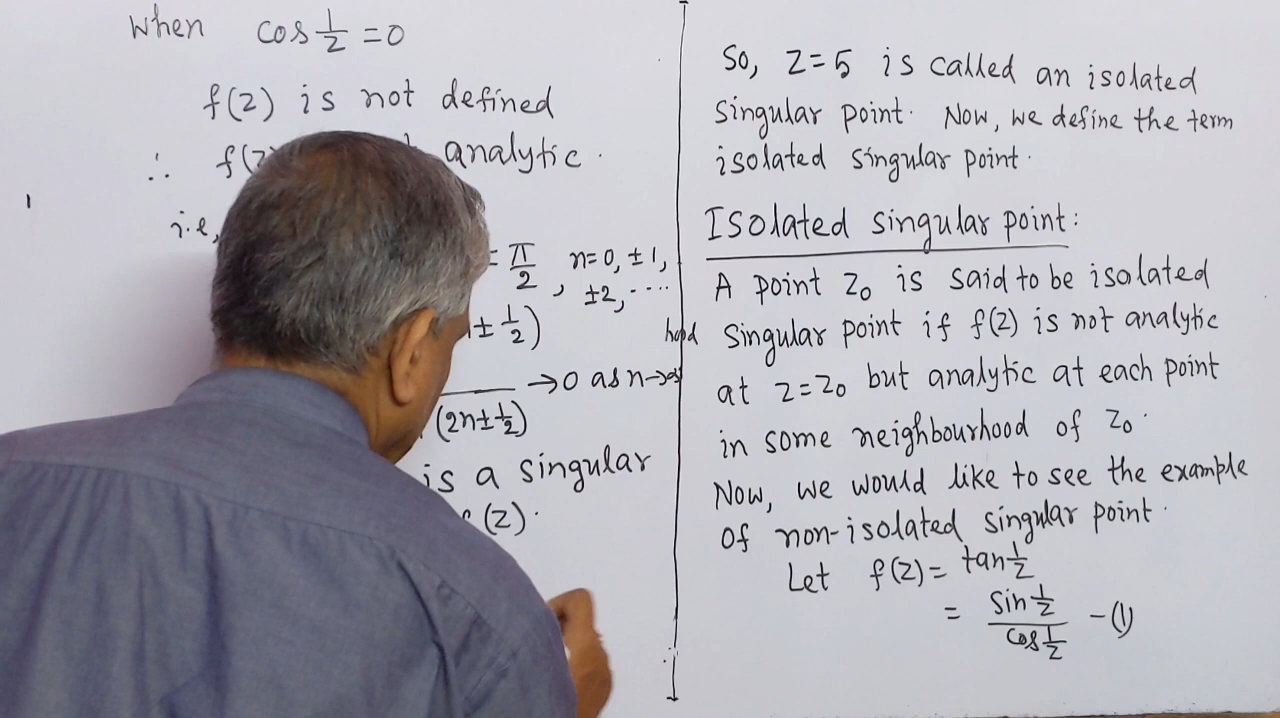 when cos 1/z = 0
f(z) is not defined
∴ analytic.
i.e,
= π/2, n=0, ±1,
±2, ....
± 1/2)
→0 as n→∞
(2n ± 1/2)
is a singular
(z).
So, z=5 is called an isolated
singular point. Now, we define the term
isolated singular point.
Isolated singular point:
A point z₀ is said to be isolated
hood
singular point if f(z) is not analytic
at z=z₀ but analytic at each point
in some neighbourhood of z₀.
Now, we would like to see the example
of non-isolated singular point.
Let f(z) = tan 1/z
= sin 1/z / cos 1/z - (1)